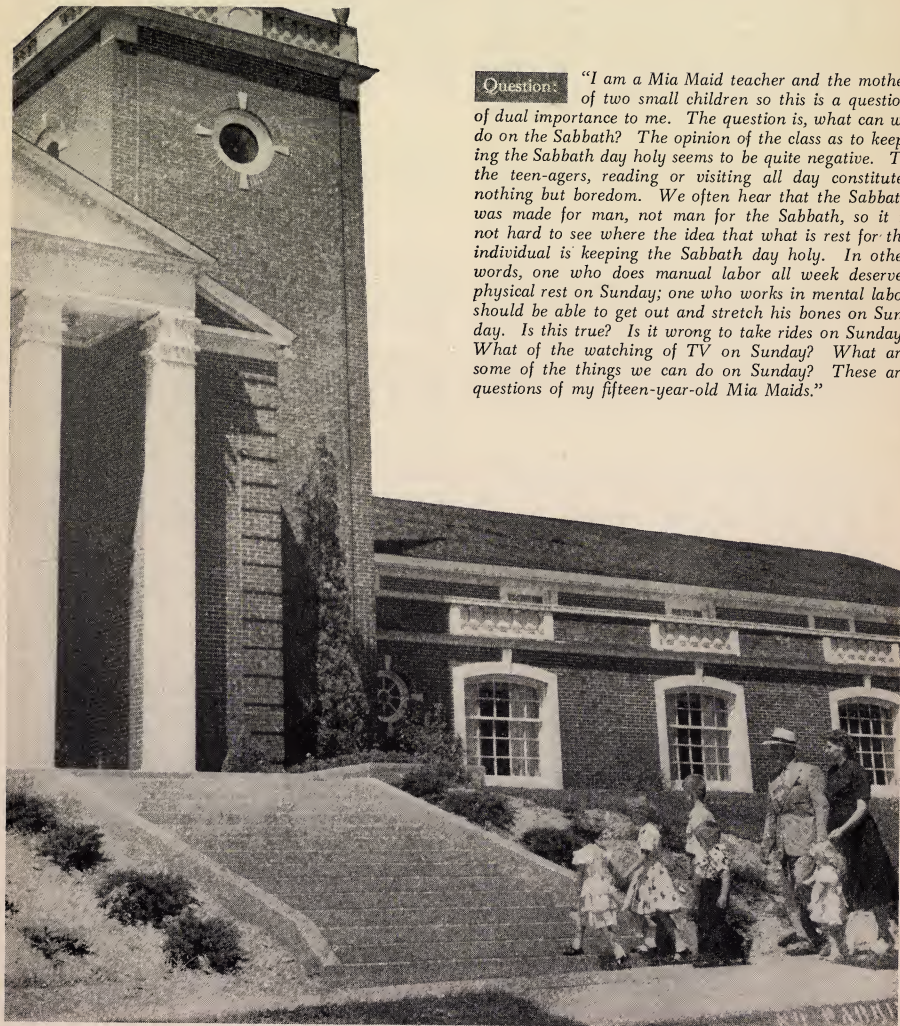 Question: "I am a Mia Maid teacher and the mothe
of two small children so this is a questio
of dual importance to me. The question is, what can w
do on the Sabbath? The opinion of the class as to keep
ing the Sabbath day holy seems to be quite negative. T
the teen-agers, reading or visiting all day constitute
nothing but boredom. We often hear that the Sabbat
was made for man, not man for the Sabbath, so it
not hard to see where the idea that what is rest for th
individual is keeping the Sabbath day holy. In othe
words, one who does manual labor all week deserve
physical rest on Sunday; one who works in mental labo
should be able to get out and stretch his bones on Sun
day. Is this true? Is it wrong to take rides on Sunday
What of the watching of TV on Sunday? What ar
some of the things we can do on Sunday? These ar
questions of my fifteen-year-old Mia Maids."